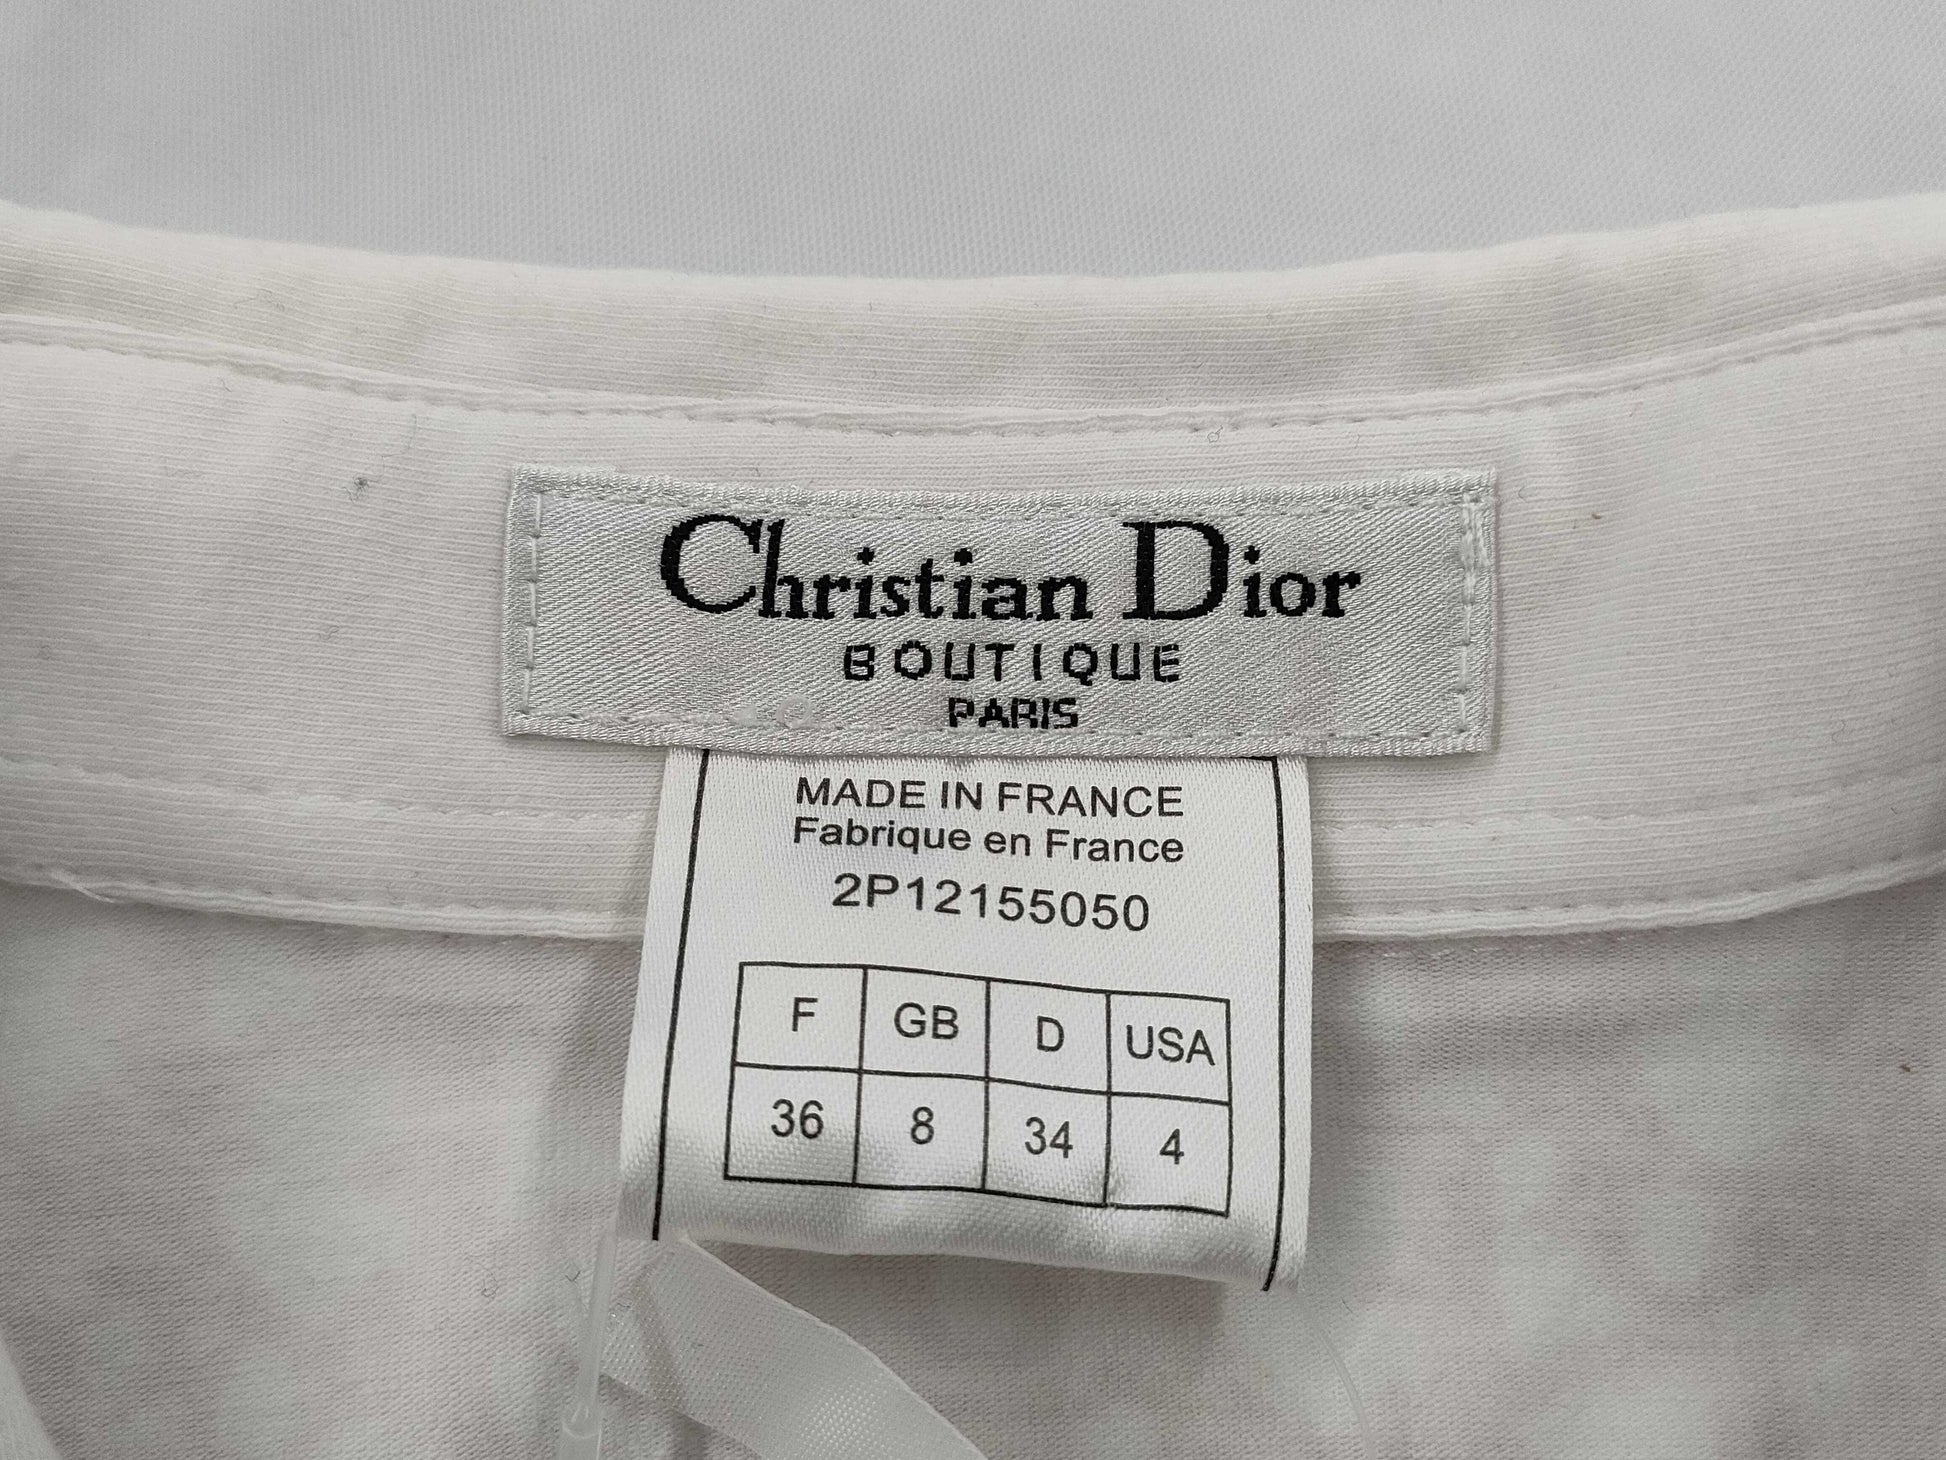 Christian Dior
BOUTIQUE
PARIS
MADE IN FRANCE
Fabrique en France
2P12155050
F GB D USA
36 8 34 4